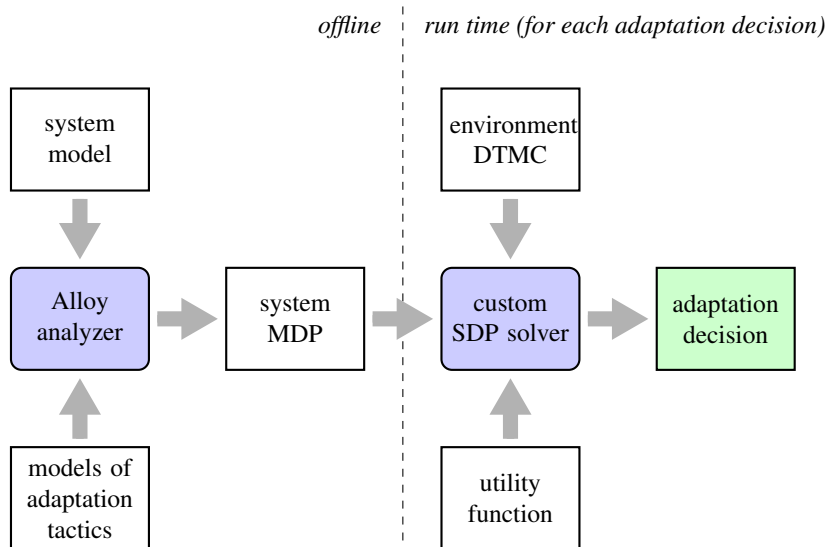 offline
run time (for each adaptation decision)
system
model
environment
DTMC
Alloy
analyzer
system
MDP
custom
SDP solver
adaptation
decision
models of
adaptation
tactics
utility
function